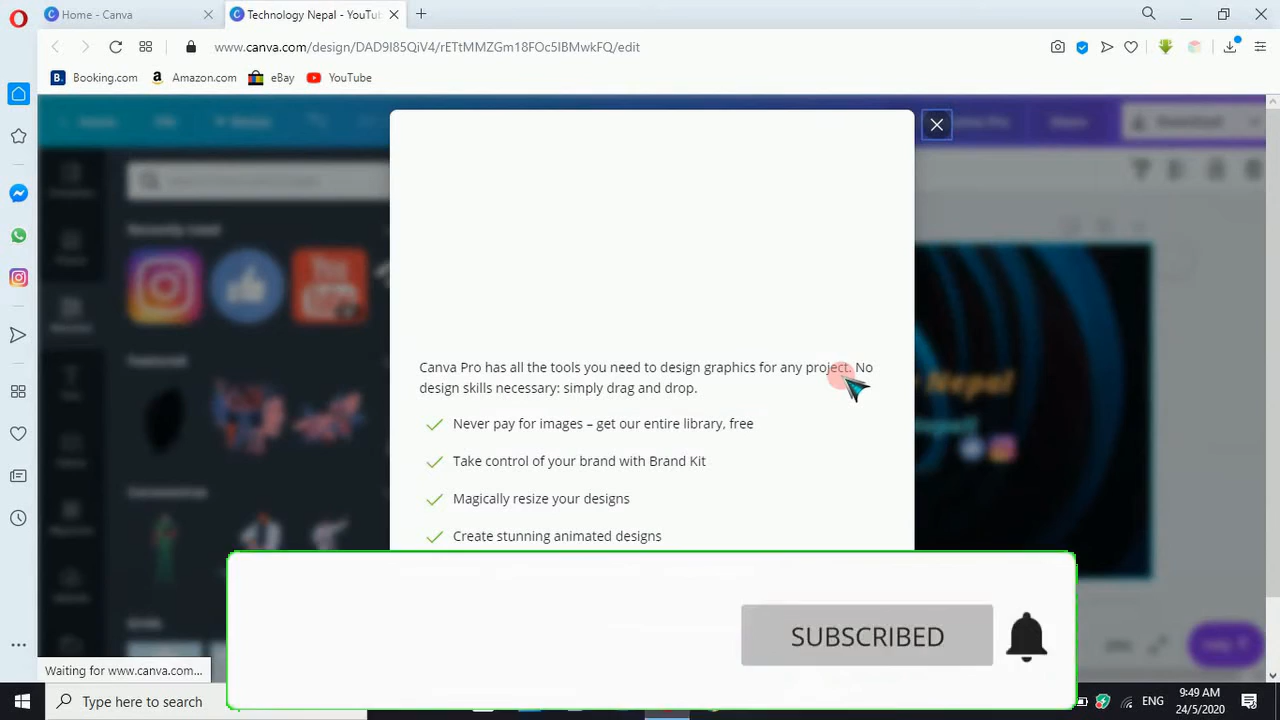 Home - Canva
Technology Nepal - YouTu
www.canva.com/design/DAD9I85QiV4/rETtMMZGm18FOc5IBMwkFQ/edit
B. Booking.com
a Amazon.com
eBay
YouTube
Canva Pro has all the tools you need to design graphics for any project. No
design skills necessary: simply drag and drop.
Never pay for images – get our entire library, free
Take control of your brand with Brand Kit
Magically resize your designs
Create stunning animated designs
SUBSCRIBED
Waiting for www.canva.com...
Type here to search
ENG
9:49 AM
24/5/2020